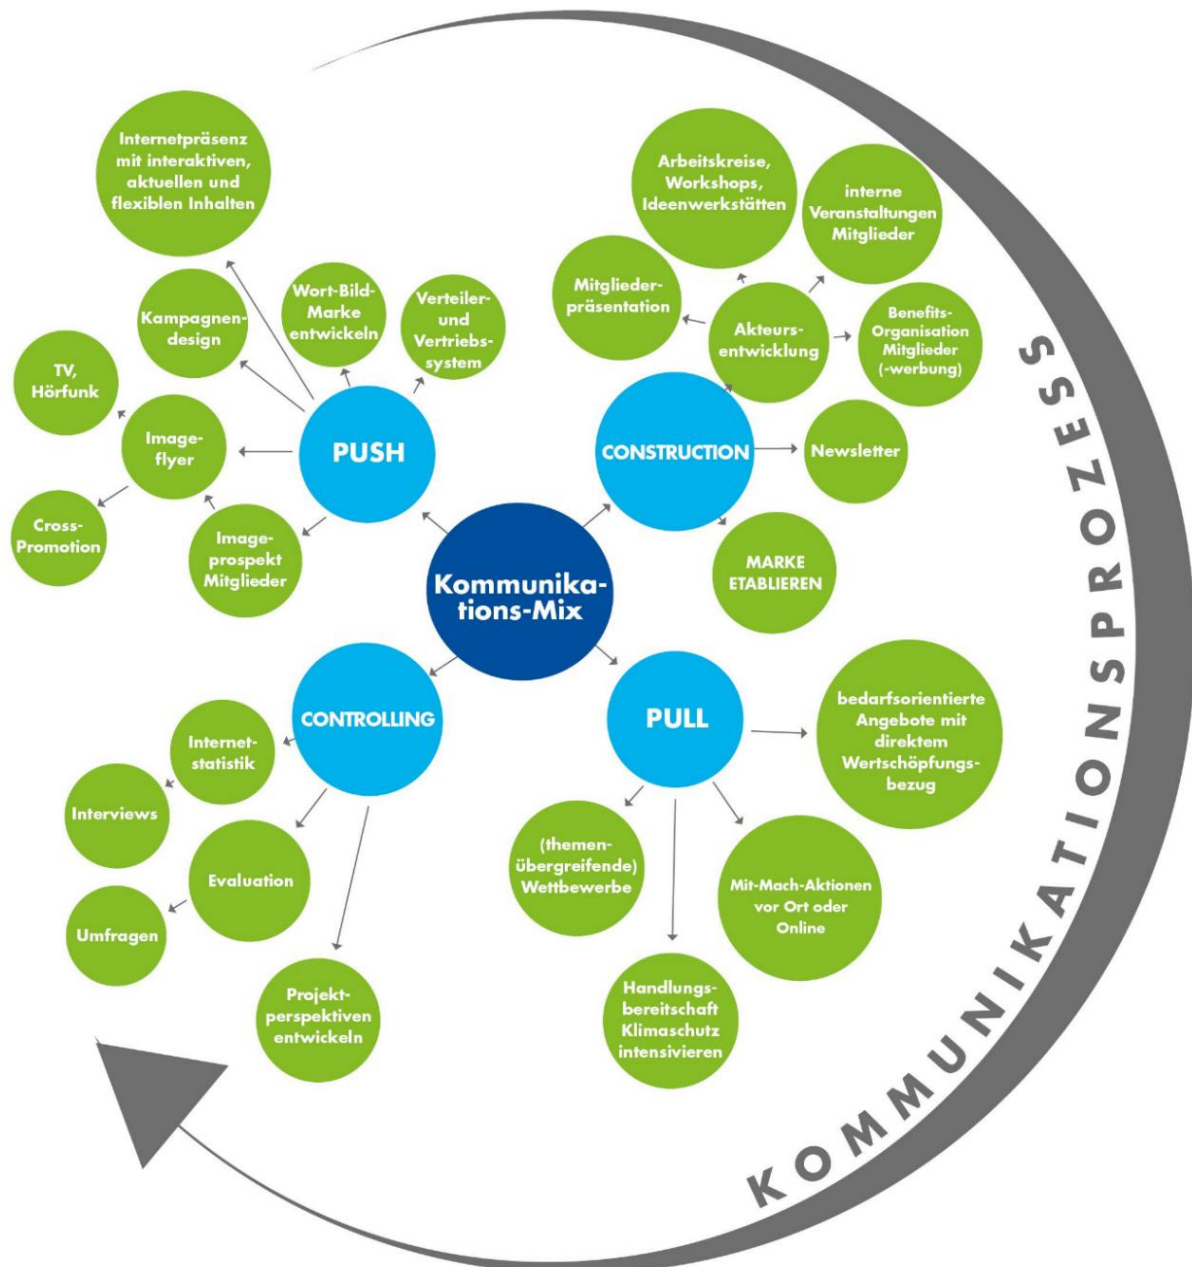 Internetpräsenz
mit interaktiven,
aktuellen und
flexiblen Inhalten
Kampagnen-
design
Wort-Bild-
Marke
entwickeln
Verteiler-
und
Vertriebs-
system
TV,
Hörfunk
Image-
flyer
Cross-
Promotion
Image-
prospekt
Mitglieder
PUSH
Arbeitskreise,
Workshops,
Ideenwerkstätten
interne
Veranstaltungen
Mitglieder
Mitglieder-
präsentation
Akteurs-
entwicklung
Benefits-
Organisation
Mitglieder
(-werbung)
CONSTRUCTION
Newsletter
MARKE
ETABLIEREN
Kommunika-
tions-Mix
CONTROLLING
Internet-
statistik
Interviews
Evaluation
Umfragen
Projekt-
perspektiven
entwickeln
PULL
bedarfsorientierte
Angebote mit
direktem
Wertschöpfungs-
bezug
(themen-
übergreifende)
Wettbewerbe
Mit-Mach-Aktionen
vor Ort oder
Online
Handlungs-
bereitschaft
Klimaschutz
intensivieren
KOMMUNIKATIONSPROZESS